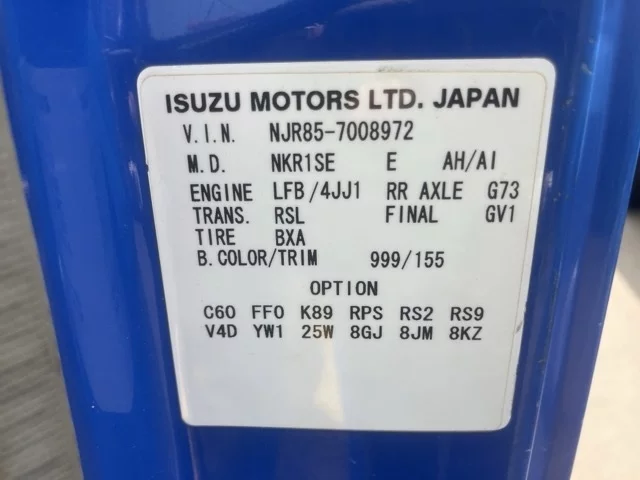 ISUZU MOTORS LTD. JAPAN
V.I.N. NJR85-7008972
M.D. NKR1SE E AH/AI
ENGINE LFB/4JJ1 RR AXLE G73
TRANS. RSL FINAL GV1
TIRE BXA
B.COLOR/TRIM 999/155
OPTION
C60 FF0 K89 RPS RS2 RS9
V4D YW1 25W 8GJ 8JM 8KZ